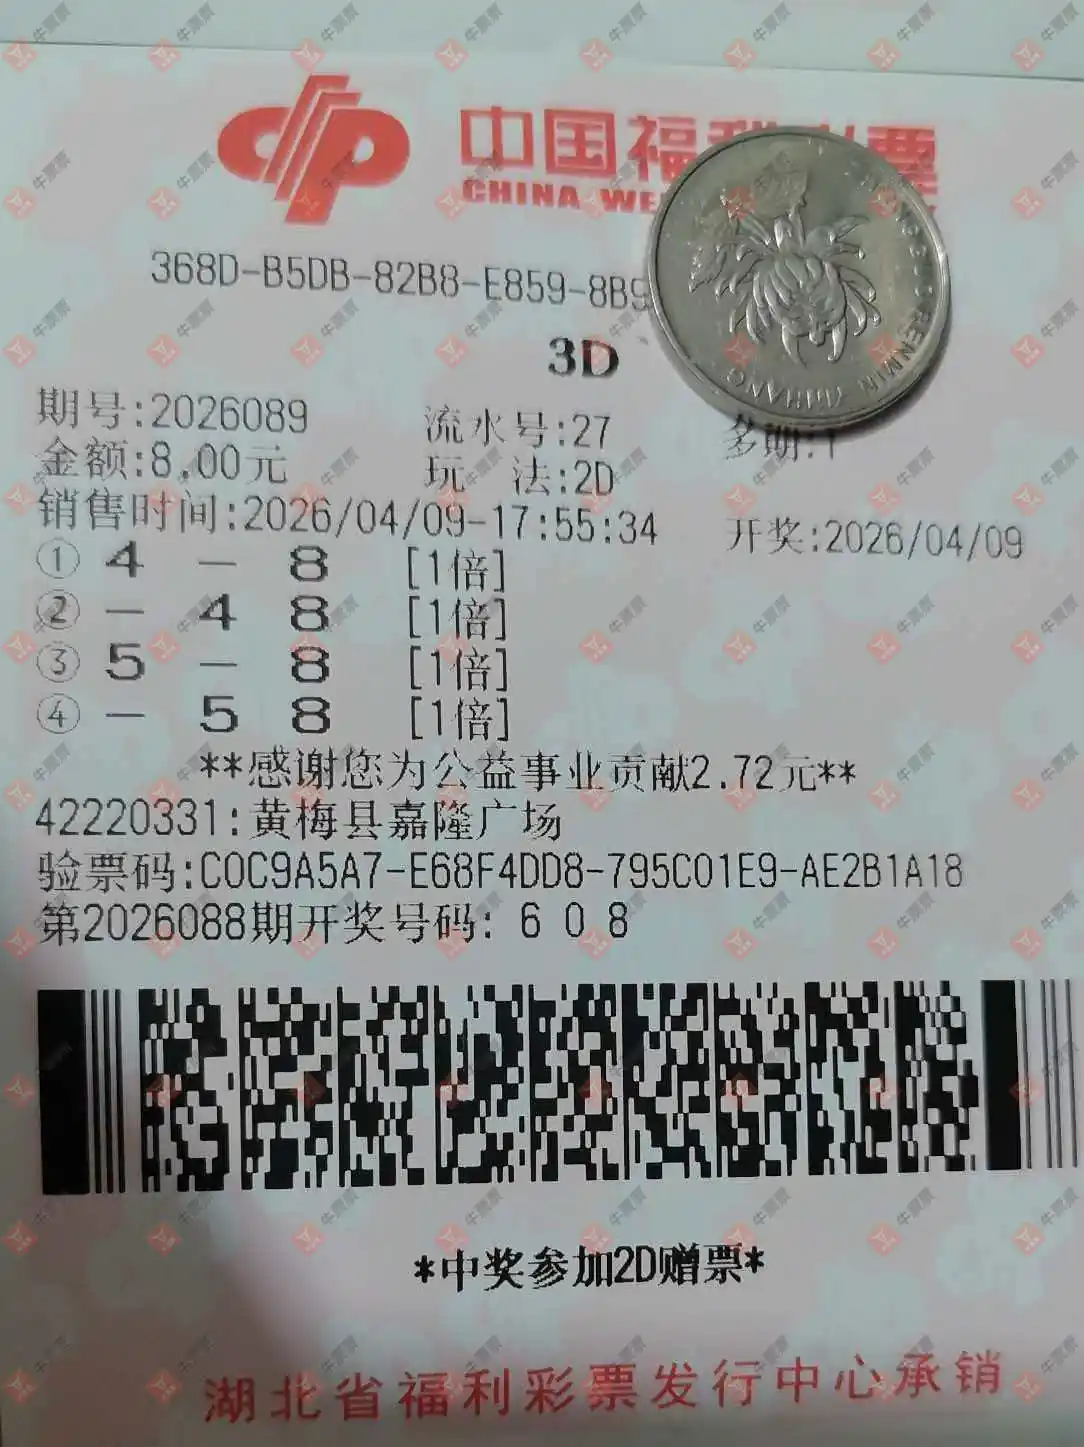 中国福利彩票
CHINA WE
368D-B5DB-82B8-E859-8B9
3D
期号:2026089 流水号:27 多期:1
金额:8.00元 玩 法:2D
销售时间:2026/04/09-17:55:34 开奖:2026/04/09
① 4 — 8 [1倍]
② — 4 8 [1倍]
③ 5 — 8 [1倍]
④ — 5 8 [1倍]
**感谢您为公益事业贡献2.72元**
42220331:黄梅县嘉隆广场
验票码:C0C9A5A7-E68F4DD8-795C01E9-AE2B1A18
第2026088期开奖号码: 6 0 8
*中奖参加2D赠票*
湖北省福利彩票发行中心承销